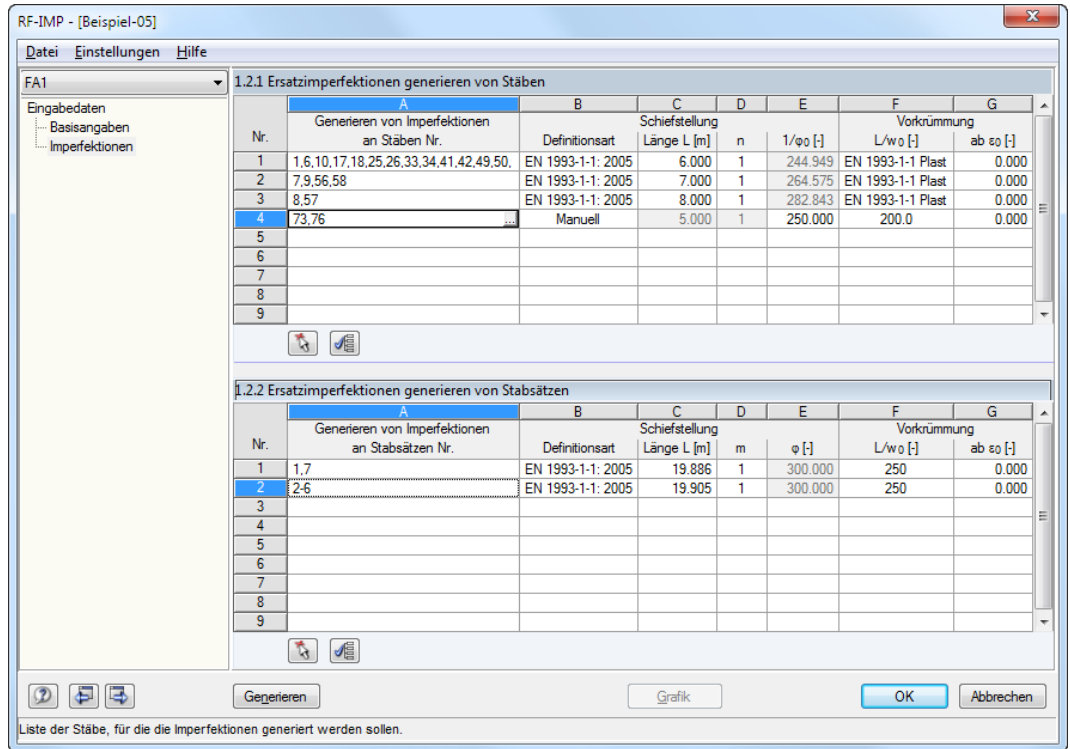 RF-IMP - [Beispiel-05]
Datei Einstellungen Hilfe
FA1
Eingabedaten
Basisangaben
Imperfektionen
1.2.1 Ersatzimperfektionen generieren von Stäben
A B C D E F G
Generieren von Imperfektionen Schiefstellung Vorkrümmung
Nr. an Stäben Nr. Definitionsart Länge L [m] n 1/φ0 [-] L/w0 [-] ab ε0 [-]
1 1,6,10,17,18,25,26,33,34,41,42,49,50, EN 1993-1-1: 2005 6.000 1 244.949 EN 1993-1-1 Plast 0.000
2 7,9,56,58 EN 1993-1-1: 2005 7.000 1 264.575 EN 1993-1-1 Plast 0.000
3 8,57 EN 1993-1-1: 2005 8.000 1 282.843 EN 1993-1-1 Plast 0.000
4 73,76 ... Manuell 5.000 1 250.000 200.0 0.000
5
6
7
8
9
1.2.2 Ersatzimperfektionen generieren von Stabsätzen
A B C D E F G
Generieren von Imperfektionen Schiefstellung Vorkrümmung
Nr. an Stabsätzen Nr. Definitionsart Länge L [m] m φ [-] L/w0 [-] ab ε0 [-]
1 1,7 EN 1993-1-1: 2005 19.886 1 300.000 250 0.000
2 2-6 EN 1993-1-1: 2005 19.905 1 300.000 250 0.000
3
4
5
6
7
8
9
Generieren Grafik OK Abbrechen
Liste der Stäbe, für die die Imperfektionen generiert werden sollen.